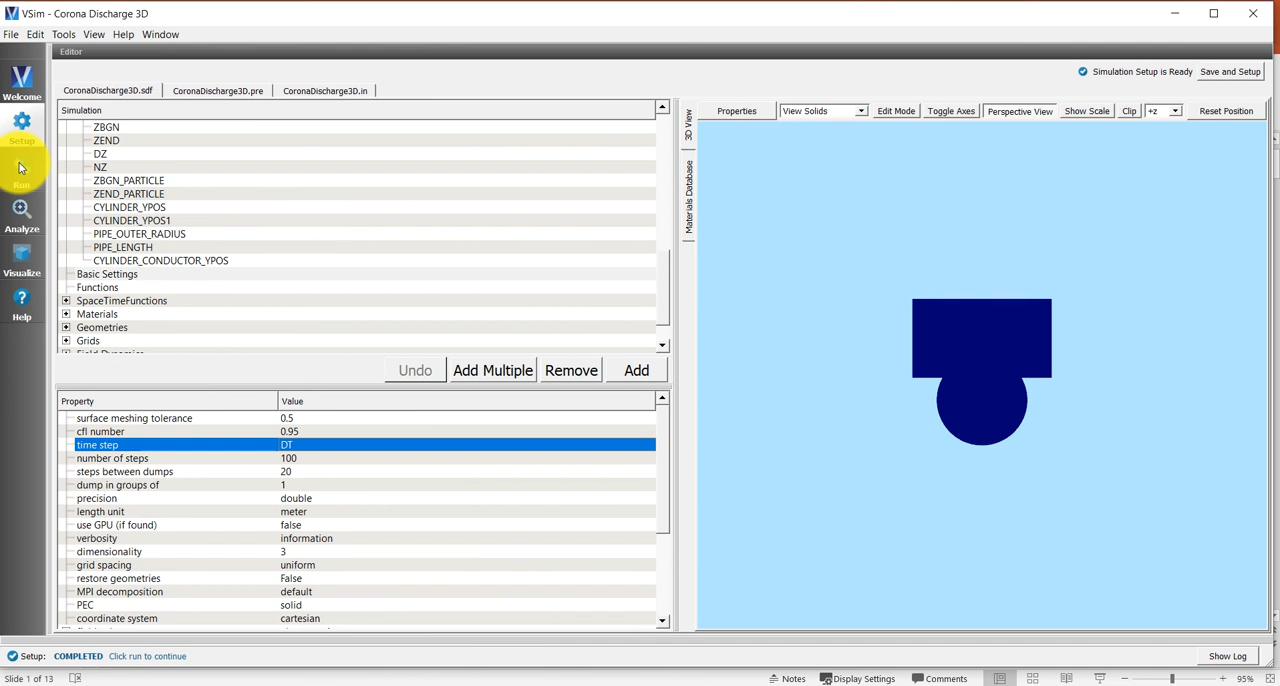 VSim - Corona Discharge 3D
File Edit Tools View Help Window
Editor
Welcome
Setup
Run
Analyze
Visualize
Help
Simulation Setup is Ready Save and Setup
CoronaDischarge3D.sdf CoronaDischarge3D.pre CoronaDischarge3D.in
Simulation
ZBGN
ZEND
DZ
NZ
ZBGN_PARTICLE
ZEND_PARTICLE
CYLINDER_YPOS
CYLINDER_YPOS1
PIPE_OUTER_RADIUS
PIPE_LENGTH
CYLINDER_CONDUCTOR_YPOS
Basic Settings
Functions
SpaceTimeFunctions
Materials
Geometries
Grids
Field Dynamics
Undo Add Multiple Remove Add
Property Value
surface meshing tolerance 0.5
cfl number 0.95
time step DT
number of steps 100
steps between dumps 20
dump in groups of 1
precision double
length unit meter
use GPU (if found) false
verbosity information
dimensionality 3
grid spacing uniform
restore geometries False
MPI decomposition default
PEC solid
coordinate system cartesian
3D View
Materials Database
Properties View Solids Edit Mode Toggle Axes Perspective View Show Scale Clip +z Reset Position
Setup: COMPLETED Click run to continue Show Log
Slide 1 of 13 Notes Display Settings Comments 95%